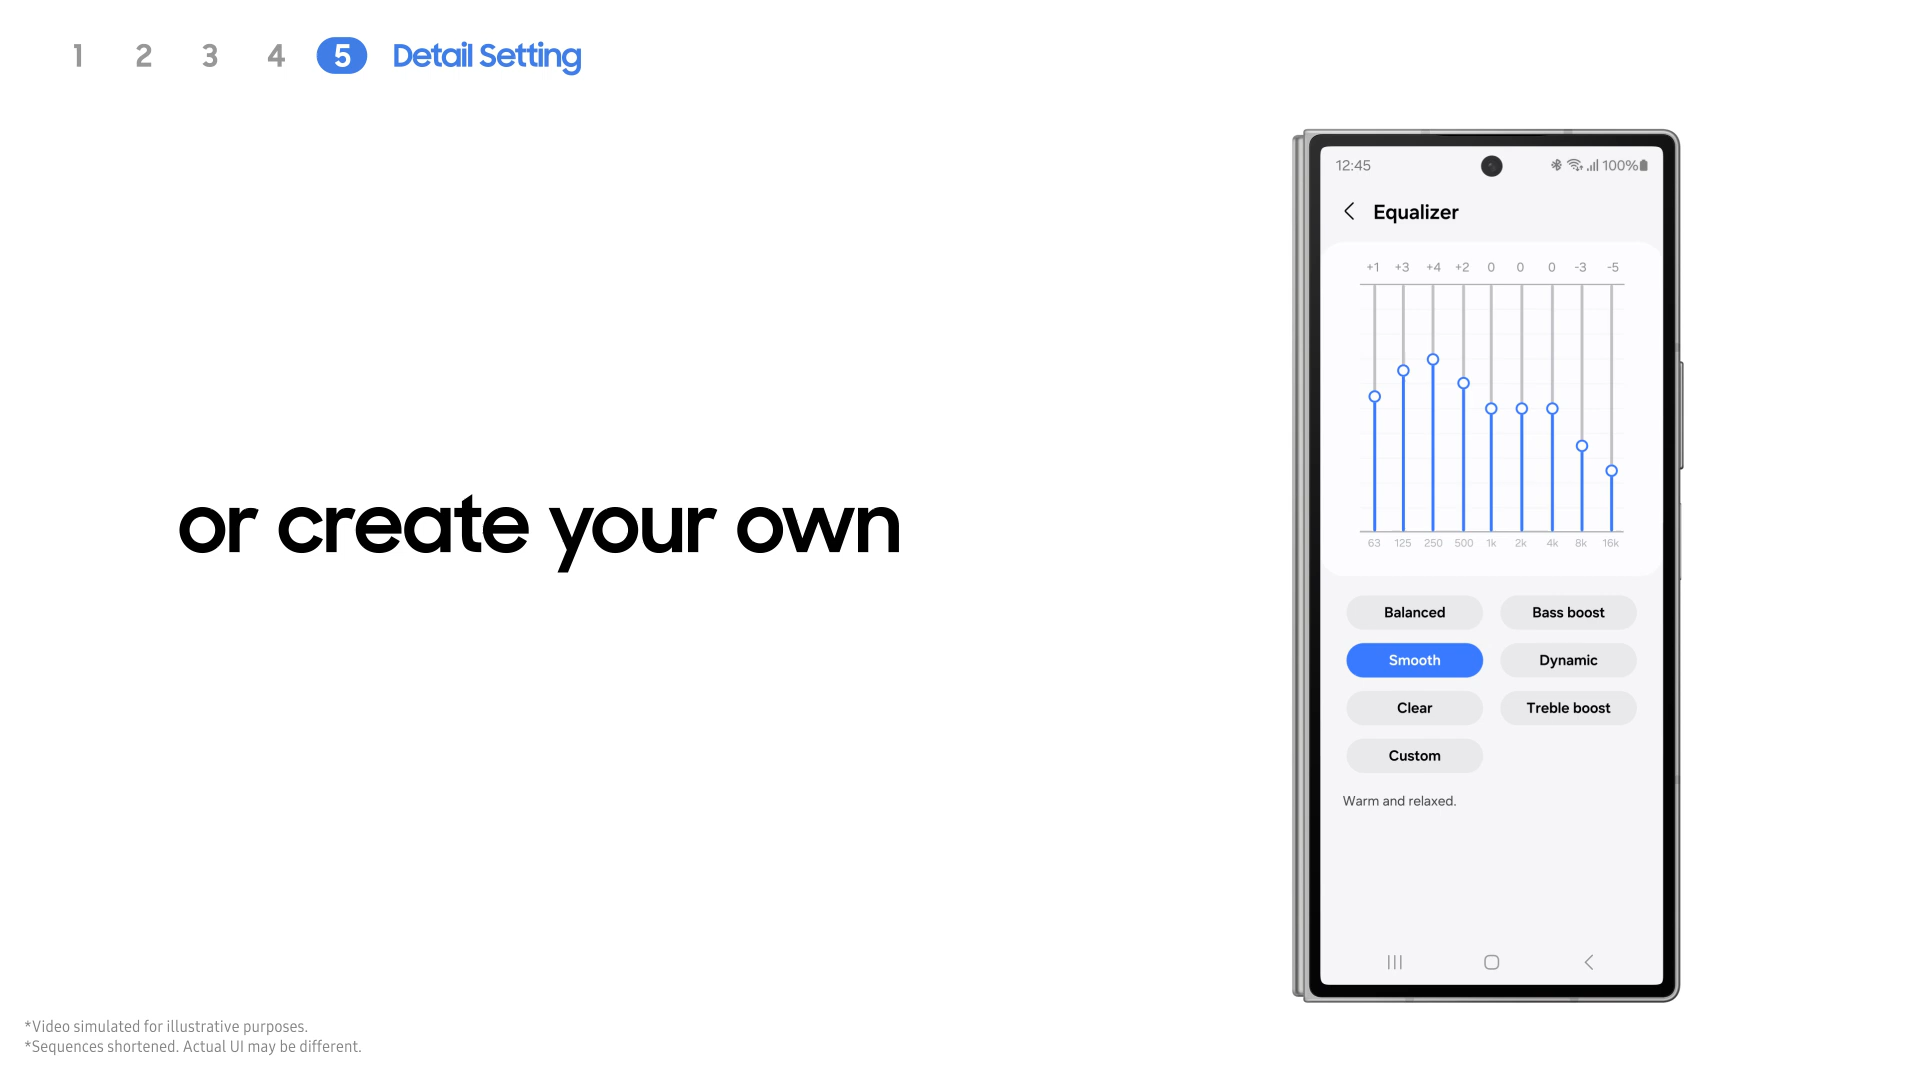 1 2 3 4 5 Detail Setting
or create your own
12:45 100%
Equalizer
+1 +3 +4 +2 0 0 0 -3 -5
63 125 250 500 1k 2k 4k 8k 16k
Balanced Bass boost
Smooth Dynamic
Clear Treble boost
Custom
Warm and relaxed.
*Video simulated for illustrative purposes.
*Sequences shortened. Actual UI may be different.